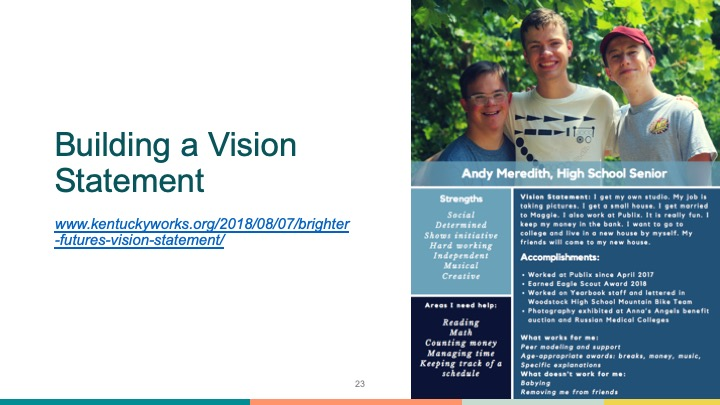 Building a Vision
Statement
www.kentuckyworks.org/2018/08/07/brighter
-futures-vision-statement/
23
Andy Meredith, High School Senior
Strengths
Social
Determined
Shows initiative
Hard working
Independent
Musical
Creative
Areas I need help:
Reading
Math
Counting money
Managing time
Keeping track of a
schedule
Vision Statement: I get my own studio. My job is
taking pictures. I get a small house. I get married
to Maggie. I also work at Publix. It is really fun. I
keep my money in the bank. I want to go to
college and live in a new house by myself. My
friends will come to my new house.
Accomplishments:
• Worked at Publix since April 2017
• Earned Eagle Scout Award 2018
• Worked on Yearbook staff and lettered in
Woodstock High School Mountain Bike Team
• Photography exhibited at Anna's Angels benefit
auction and Russian Medical Colleges
What works for me:
Peer modeling and support
Age-appropriate awards: breaks, money, music,
Specific explanations
What doesn't work for me:
Babying
Removing me from friends